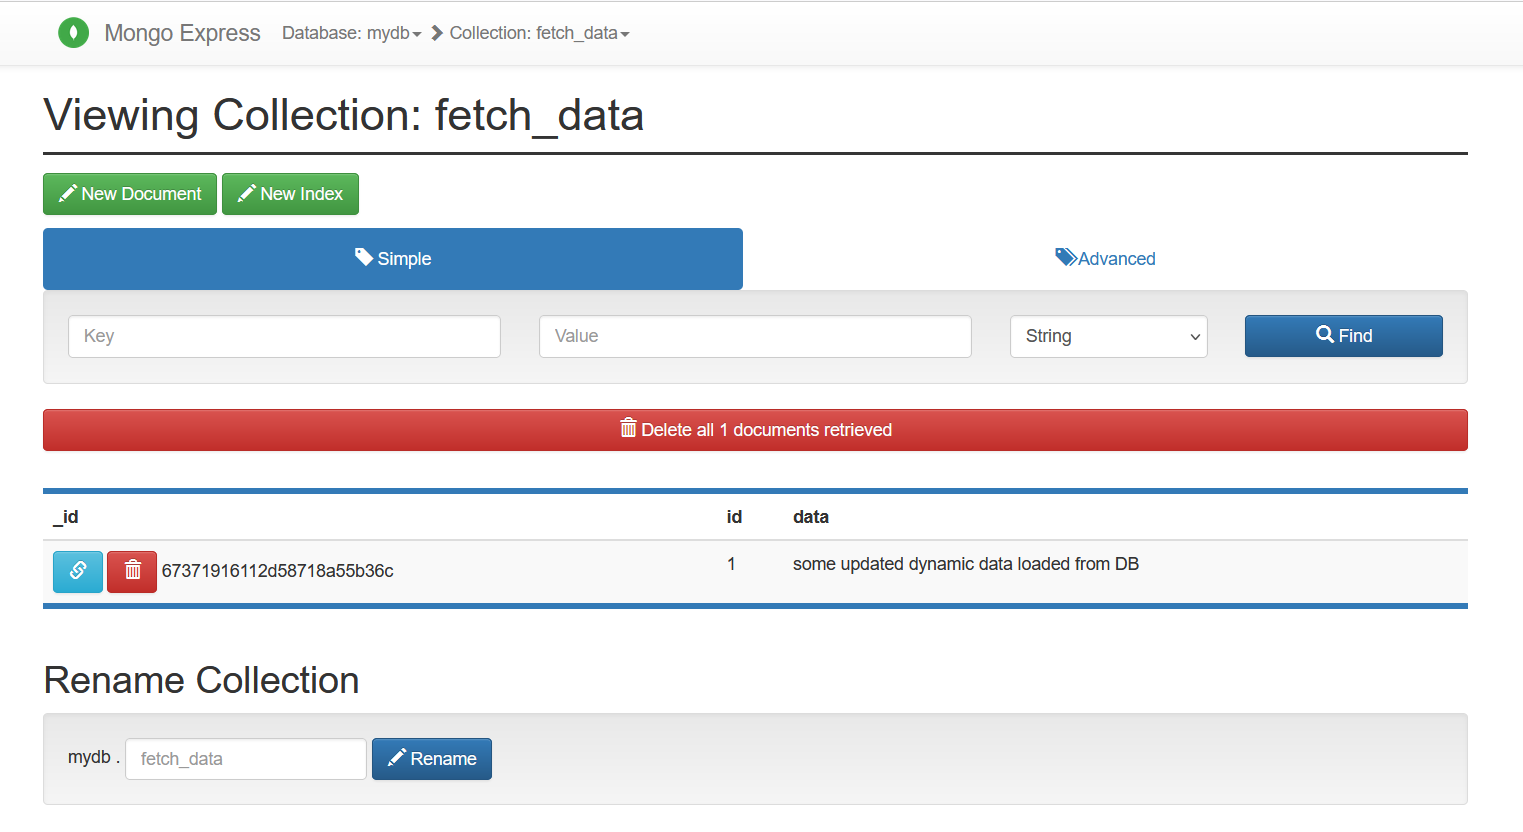 Mongo Express Database: mydb Collection: fetch_data
Viewing Collection: fetch_data
New Document New Index
Simple Advanced
Key Value String Find
Delete all 1 documents retrieved
_id id data
67371916112d58718a55b36c 1 some updated dynamic data loaded from DB
Rename Collection
mydb . fetch_data Rename